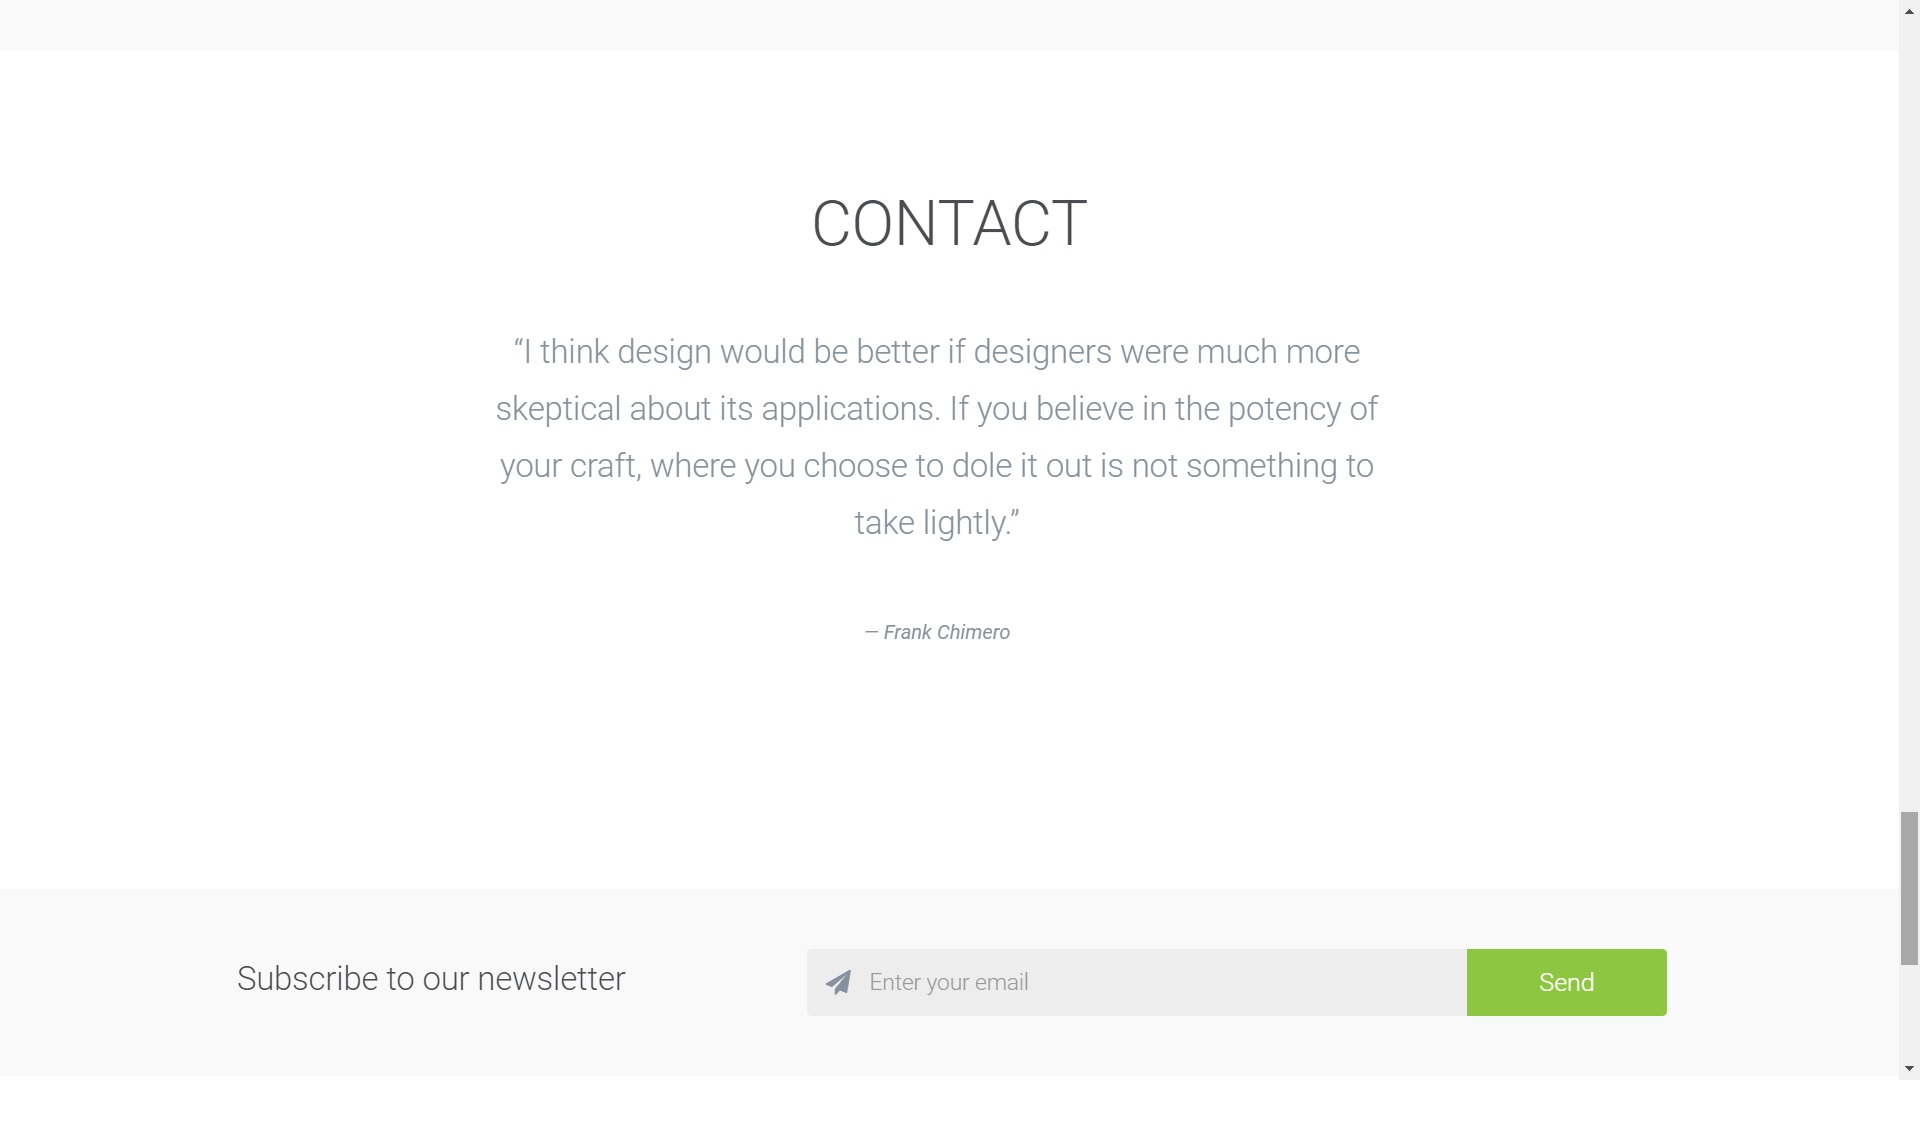 CONTACT
“I think design would be better if designers were much more
skeptical about its applications. If you believe in the potency of
your craft, where you choose to dole it out is not something to
take lightly.”
— Frank Chimero
Subscribe to our newsletter
Enter your email
Send